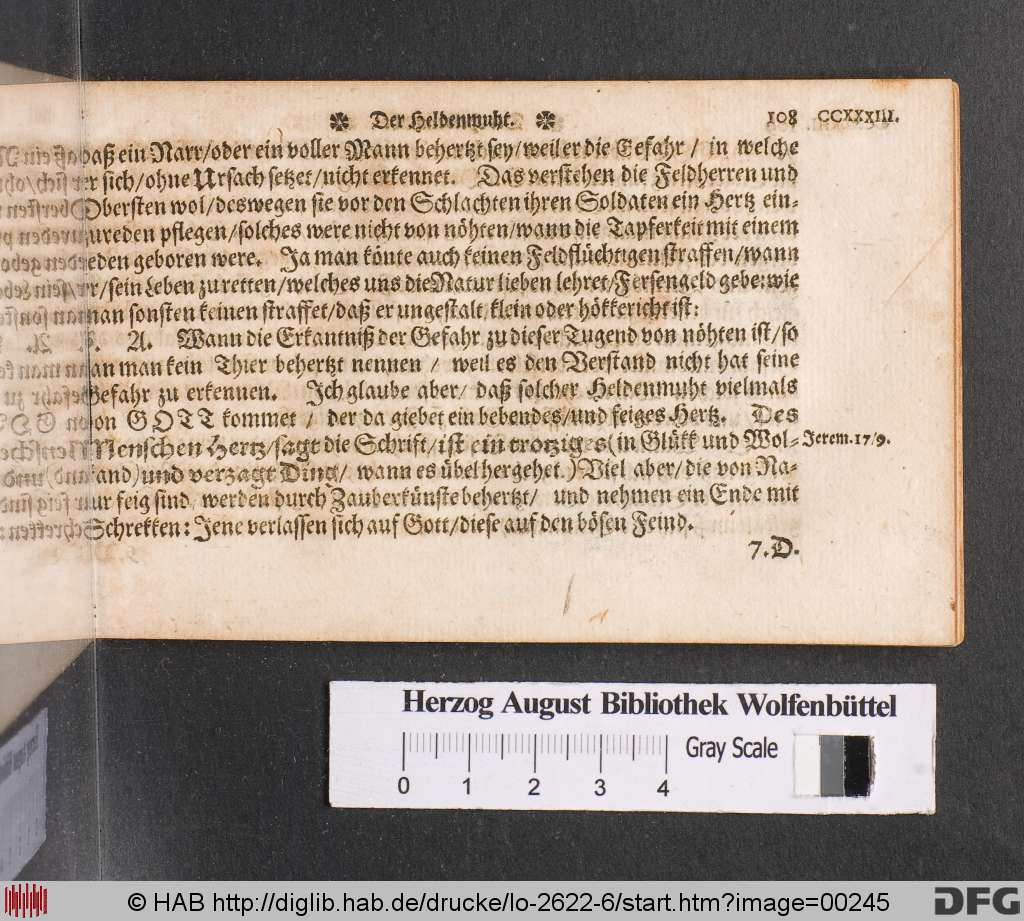 ✼ Der Heldenmuht. ✼ 108 CCXXXIII.
daß ein Narr/oder ein voller Mann behertzt sey/weil er die Gefahr / in welche
er sich/ohne Ursach setzet/nicht erkennet. Das verstehen die Feldherren und
Obersten wol/deswegen sie vor den Schlachten ihren Soldaten ein Hertz ein-
zureden pflegen/solches were nicht von nöhten/wann die Tapferkeit mit einem
jeden geboren were. Ja man könte auch keinen Feldflüchtigen straffen/wann
er/sein Leben zu retten/welches uns die Natur lieben lehret/Fersengeld gebe: wie
man sonsten keinen straffet/daß er ungestalt, klein oder hökkericht ist:
6. A. Wann die Erkantniß der Gefahr zu dieser Tugend von nöhten ist/so
kan man kein Thier behertzt nennen / weil es den Verstand nicht hat seine
Gefahr zu erkennen. Ich glaube aber/ daß solcher Heldenmuht vielmals
von GOTT kommet / der da giebet ein bebendes/und feiges Hertz. Des
Menschen Hertz/sagt die Schrift/ist ein trotziges (in Glükk und Wol-
stand) und verzagt Ding/ wann es übel hergehet.) Viel aber/die von Na-
tur feig sind, werden durch Zauberkünste behertzt/ und nehmen ein Ende mit
Schrekken: Jene verlassen sich auf Gott/diese auf den bösen Feind.
7. D.
Jerem. 17/9.
Herzog August Bibliothek Wolfenbüttel
Gray Scale
0 1 2 3 4
© HAB http://diglib.hab.de/drucke/lo-2622-6/start.htm?image=00245
DFG